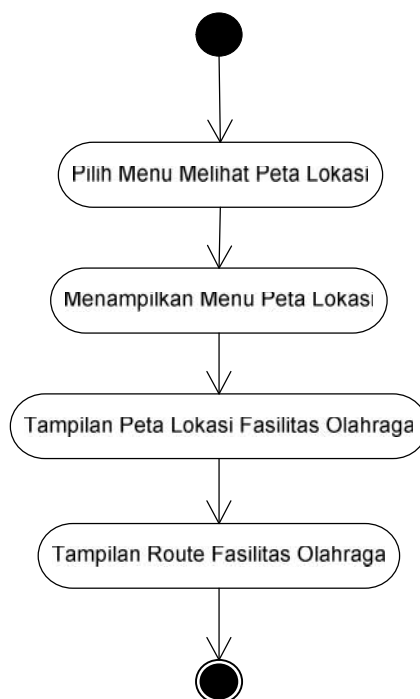 Pilih Menu Melihat Peta Lokasi
Menampilkan Menu Peta Lokasi
Tampilan Peta Lokasi Fasilitas Olahraga
Tampilan Route Fasilitas Olahraga